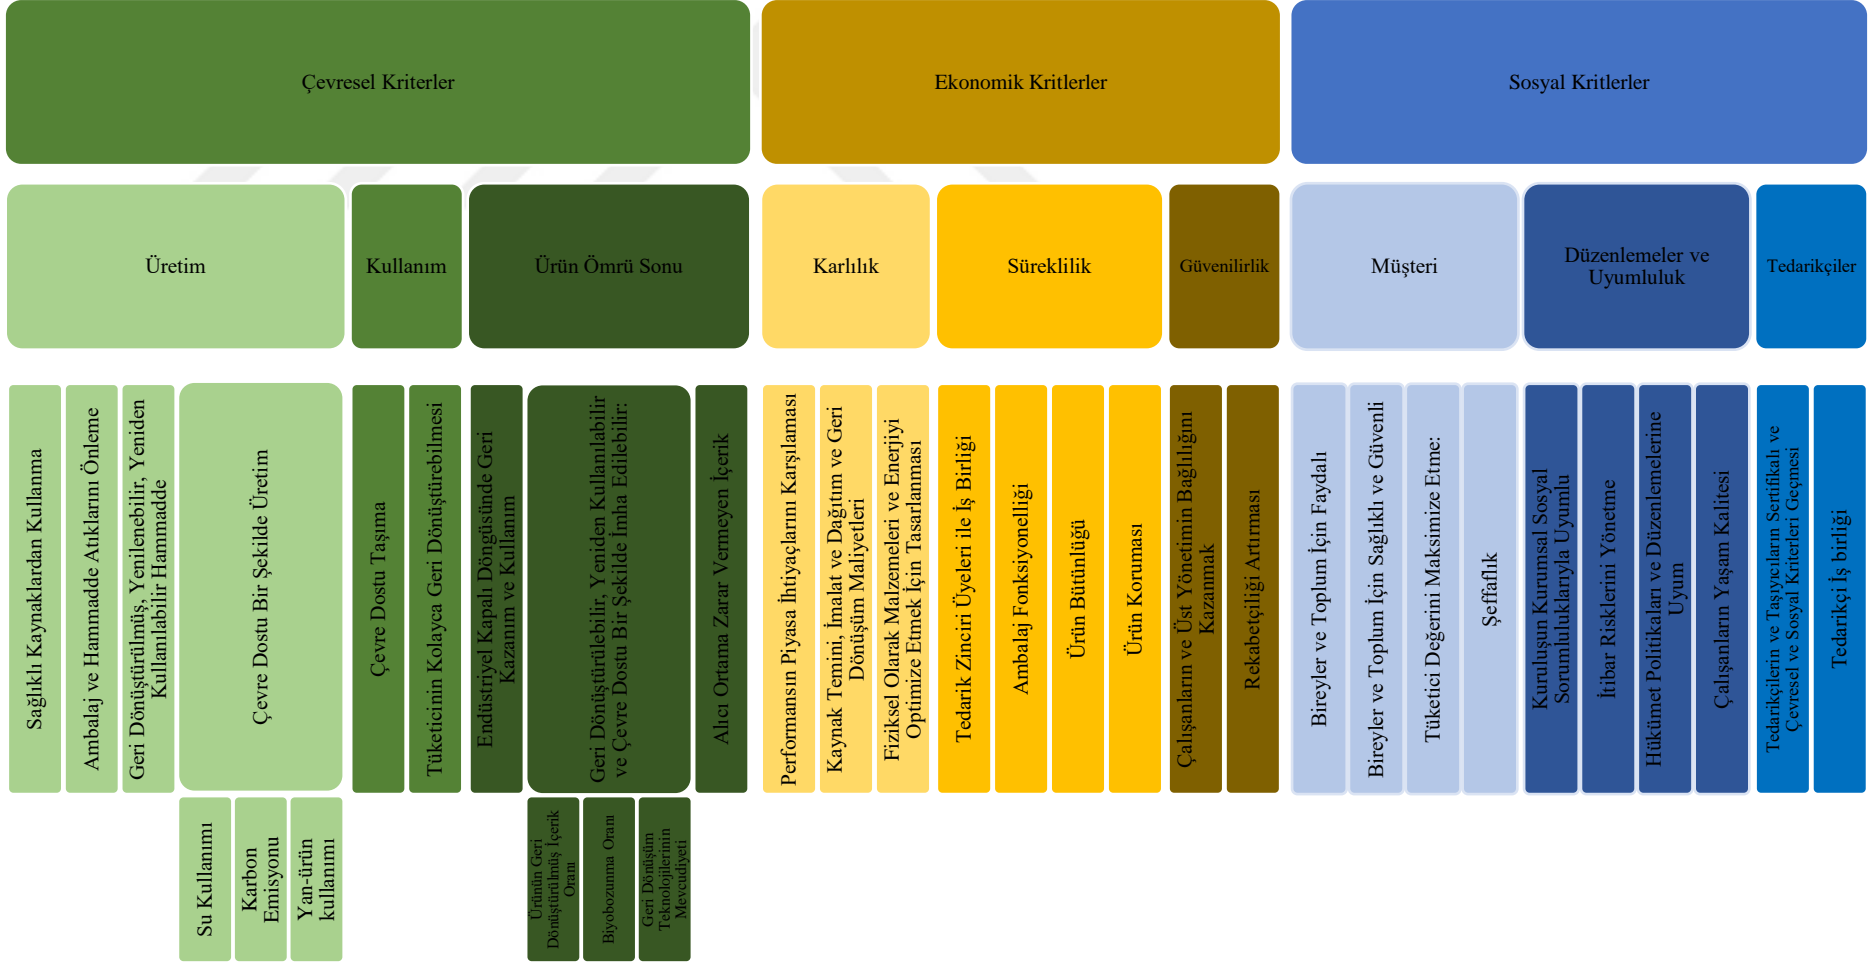 Çevresel Kriterler
Ekonomik Kritlerler
Sosyal Kritlerler
Üretim
Kullanım
Ürün Ömrü Sonu
Karlılık
Süreklilik
Güvenilirlik
Müşteri
Düzenlemeler ve
Uyumluluk
Tedarikçiler
Sağlıklı Kaynaklardan Kullanma
Ambalaj ve Hammadde Atıklarını Önleme
Geri Dönüştürülmüş, Yenilenebilir, Yeniden
Kullanılabilir Hammadde
Çevre Dostu Bir Şekilde Üretim
Çevre Dostu Taşıma
Tüketicinin Kolayca Geri Dönüştürebilmesi
Endüstriyel Kapalı Döngüsünde Geri
Kazanım ve Kullanım
Geri Dönüştürülebilir, Yeniden Kullanılabilir
ve Çevre Dostu Bir Şekilde İmha Edilebilir:
Alıcı Ortama Zarar Vermeyen İçerik
Performansın Piyasa İhtiyaçlarını Karşılaması
Kaynak Temini, İmalat ve Dağıtım ve Geri
Dönüşüm Maliyetleri
Fiziksel Olarak Malzemeleri ve Enerjiyi
Optimize Etmek İçin Tasarlanması
Tedarik Zinciri Üyeleri ile İş Birliği
Ambalaj Fonksiyonelliği
Ürün Bütünlüğü
Ürün Koruması
Çalışanların ve Üst Yönetimin Bağlılığını
Kazanmak
Rekabetçiliği Artırması
Bireyler ve Toplum İçin Faydalı
Bireyler ve Toplum İçin Sağlıklı ve Güvenli
Tüketici Değerini Maksimize Etme:
Şeffaflık
Kuruluşun Kurumsal Sosyal
Sorumluluklarıyla Uyumlu
İtibar Risklerini Yönetme
Hükümet Politikaları ve Düzenlemelerine
Uyum
Çalışanların Yaşam Kalitesi
Tedarikçilerin ve Taşıyıcıların Sertifikalı ve
Çevresel ve Sosyal Kriterleri Geçmesi
Tedarikçi İş birliği
Su Kullanımı
Karbon
Emisyonu
Yan-ürün
kullanımı
Ürünün Geri
Dönüştürülmüş İçerik
Oranı
Biyobozunma Oranı
Geri Dönüşüm
Teknolojilerinin
Mevcudiyeti